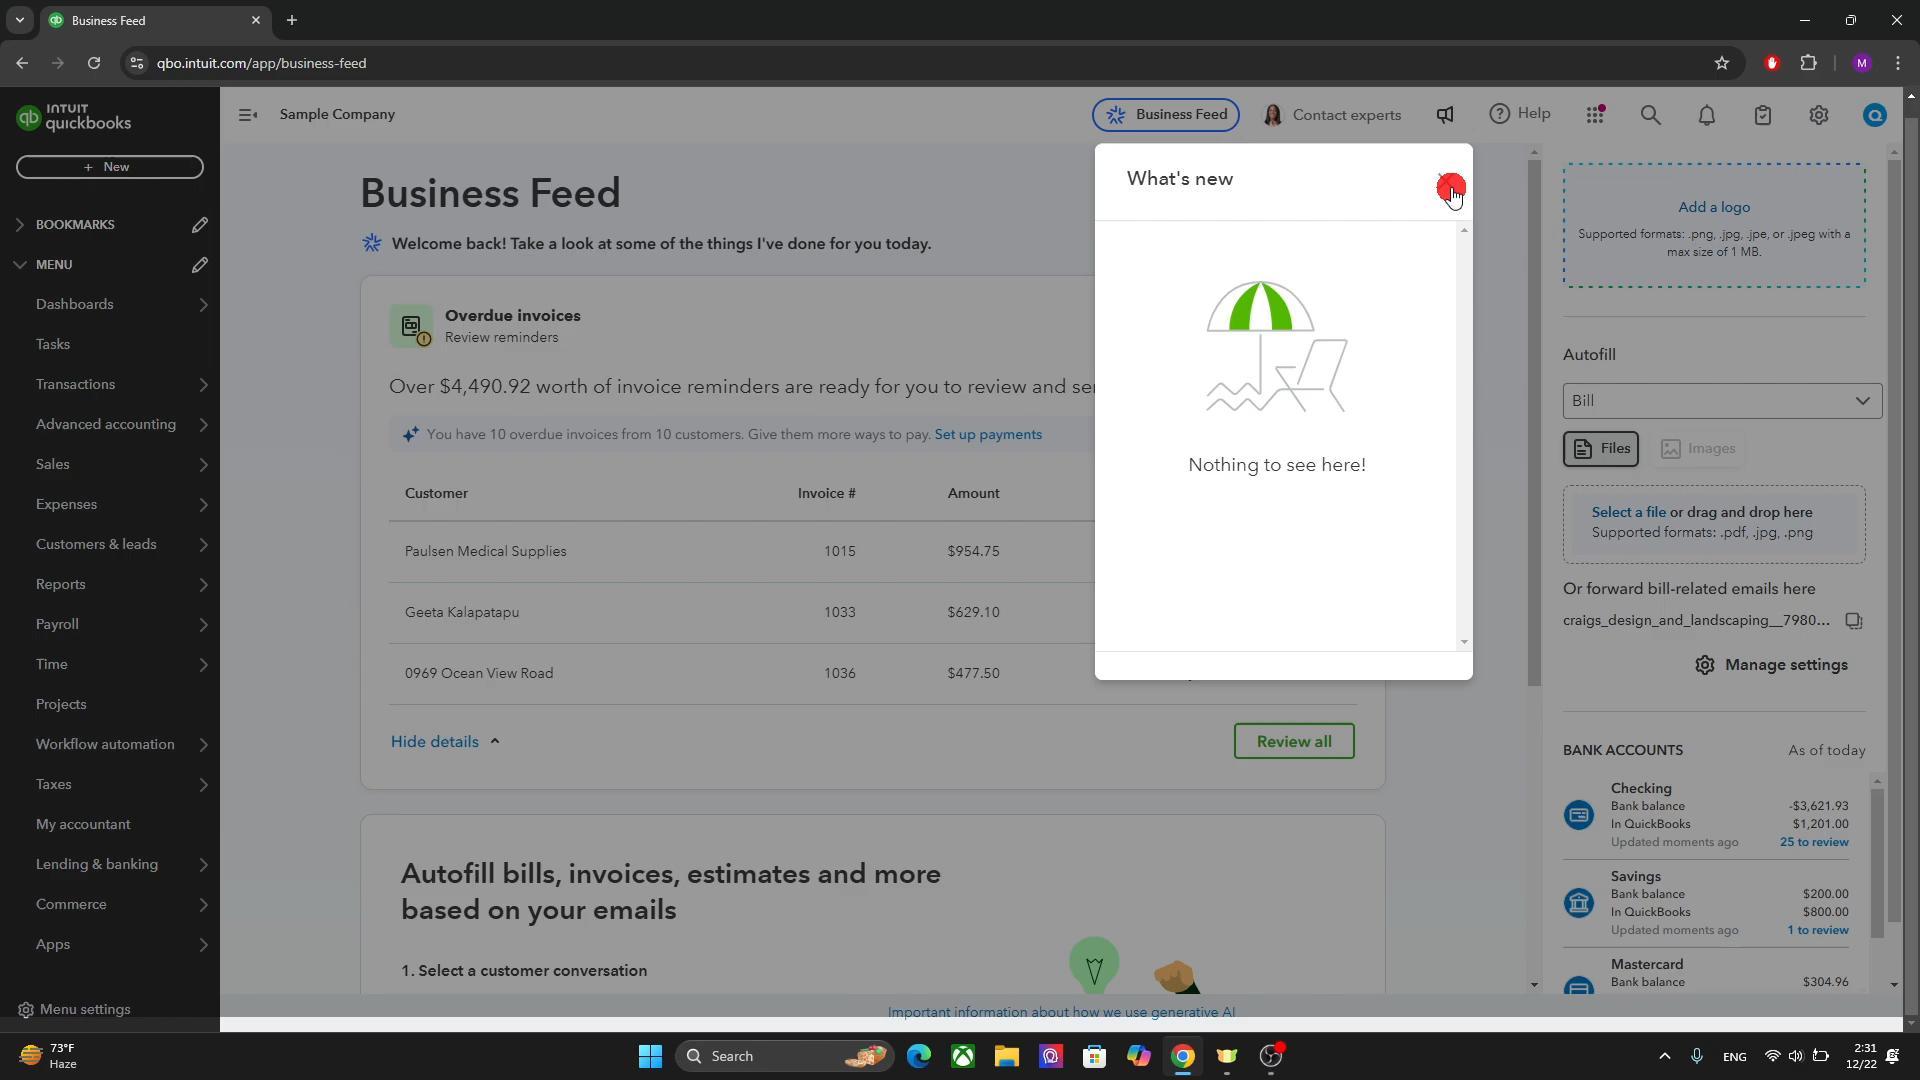 Business Feed
qbo.intuit.com/app/business-feed
M
INTUIT
quickbooks
Sample Company
Business Feed
Contact experts
Help
+ New
BOOKMARKS
MENU
Dashboards
Tasks
Transactions
Advanced accounting
Sales
Expenses
Customers & leads
Reports
Payroll
Time
Projects
Workflow automation
Taxes
My accountant
Lending & banking
Commerce
Apps
Menu settings
Business Feed
Welcome back! Take a look at some of the things I've done for you today.
Overdue invoices
Review reminders
Over $4,490.92 worth of invoice reminders are ready for you to review and
You have 10 overdue invoices from 10 customers. Give them more ways to pay. Set up payments
Customer Invoice # Amount
Paulsen Medical Supplies 1015 $954.75
Geeta Kalapatapu 1033 $629.10
0969 Ocean View Road 1036 $477.50
Hide details
Review all
Autofill bills, invoices, estimates and more
based on your emails
1. Select a customer conversation
Important information about how we use generative AI
What's new
Nothing to see here!
Add a logo
Supported formats: .png, .jpg, .jpe, or .jpeg with a
max size of 1 MB.
Autofill
Bill
Files
Images
Select a file or drag and drop here
Supported formats: .pdf, .jpg, .png
Or forward bill-related emails here
craigs_design_and_landscaping__7980...
Manage settings
BANK ACCOUNTS As of today
Checking
Bank balance -$3,621.93
In QuickBooks $1,201.00
Updated moments ago 25 to review
Savings
Bank balance $200.00
In QuickBooks $800.00
Updated moments ago 1 to review
Mastercard
Bank balance $304.96
73°F
Haze
Search
ENG
2:31
12/22